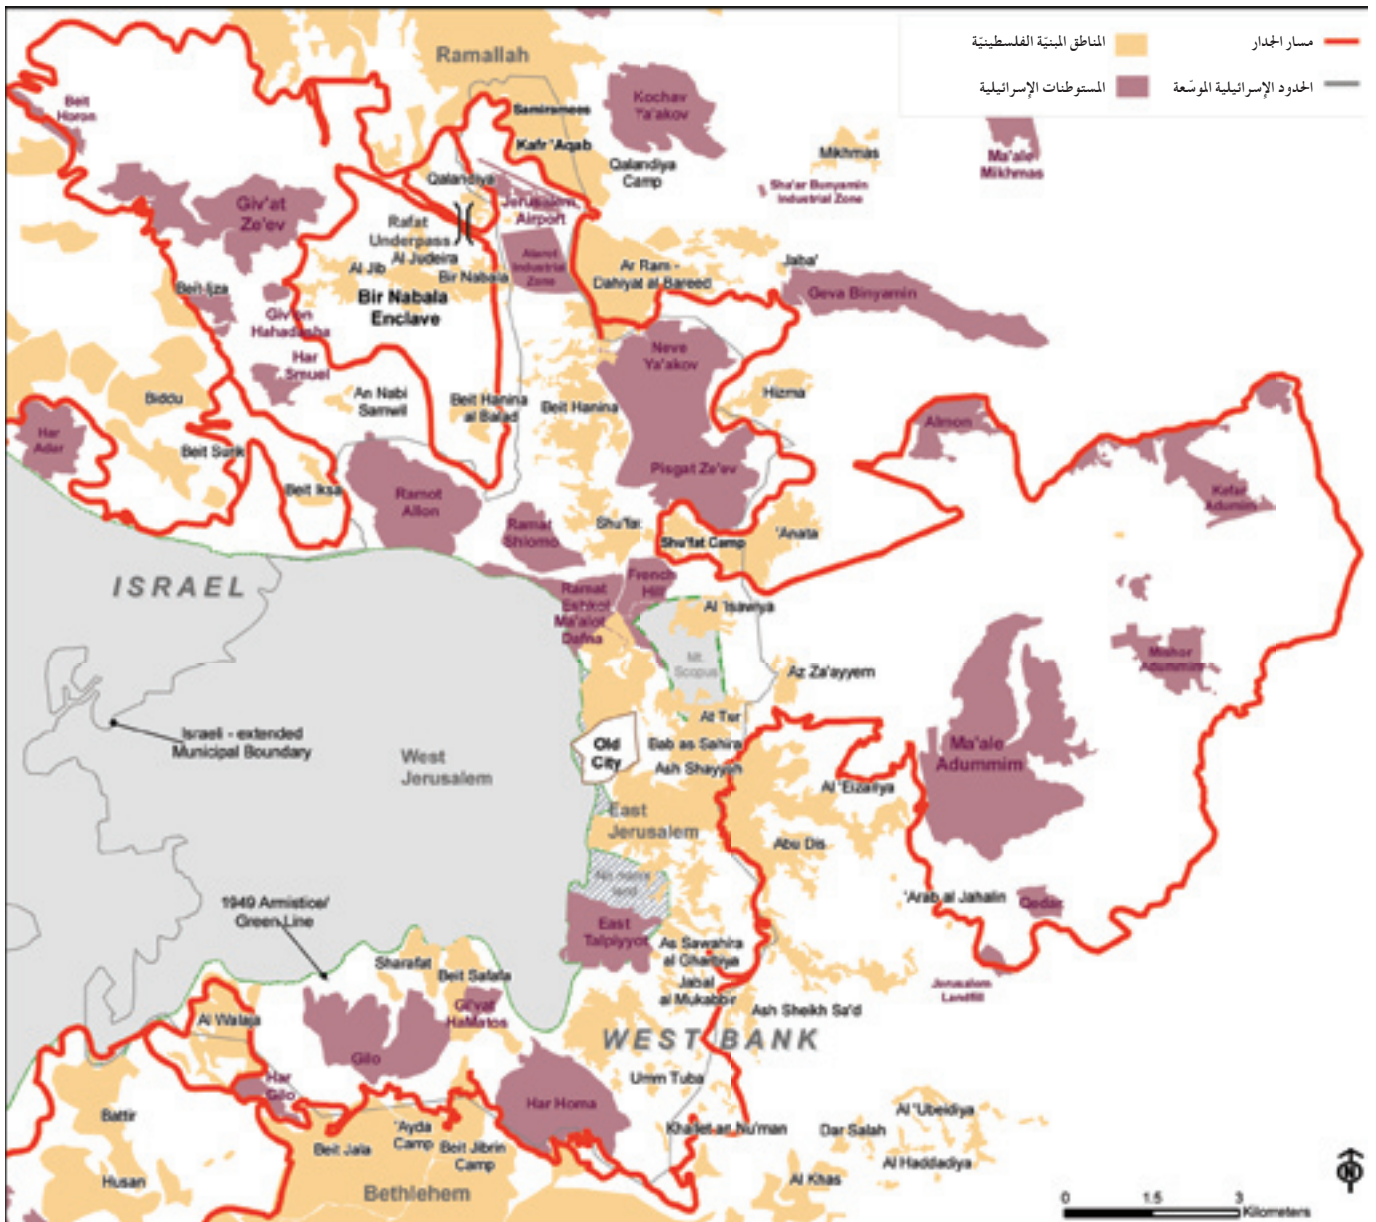 مسار الجدار
المناطق المبنيّة الفلسطينيّة
الحدود الإسرائيلية الموسّعة
المستوطنات الإسرائيلية
Ramallah
Beit
Horon
Samiramees
Kochav
Ya'akov
Kafr 'Aqab
Mikhmas
Ma'ale
Mikhmas
Qalandiya
Camp
Qalandiya
Sha'ar Bunyamin
Industrial Zone
Giv'at
Ze'ev
Jerusalem
Airport
Rafat
Underpass
Al Judeira
Al Jib
Bir Nabala
Atarot
Industrial
Zone
Ar Ram -
Dahiyat al Bareed
Jaba'
Geva Binyamin
Beit Ijza
Bir Nabala
Enclave
Giv'on
Hahadasha
Har
Smuel
Neve
Ya'akov
Biddu
An Nabi
Samwil
Beit Hanina
al Balad
Beit Hanina
Hizma
Almon
Har
Adar
Beit Surik
Beit Iksa
Ramot
Allon
Pisgat Ze'ev
Kefar
Adumim
Ramat
Shlomo
Shu'fat
Shu'fat Camp
'Anata
ISRAEL
Ramat
Eshkol
Ma'alot
Dafna
French
Hill
Al 'Isawiya
Mt.
Scopus
Az Za'ayyem
Mishor
Adummim
Israeli - extended
Municipal Boundary
West
Jerusalem
Old
City
At Tur
Bab as Sahira
Ash Shayyah
Ma'ale
Adummim
Al 'Eizariya
East
Jerusalem
Abu Dis
No mans
land
1949 Armistice/
Green Line
'Arab al Jahalin
Qedar
East
Talpiyyot
As Sawahira
al Gharbiya
Sharafat
Beit Safafa
Jabal
al Mukabbir
Jerusalem
Landfill
Al Walaja
Gi'vat
HaMatos
Ash Sheikh Sa'd
WEST BANK
Gilo
Har
Gilo
Har Homa
Umm Tuba
Battir
'Ayda
Camp
Beit Jala
Beit Jibrin
Camp
Khallet an Nu'man
Dar Salah
Al 'Ubeidiya
Al Haddadiya
Husan
Bethlehem
Al Khas
N
0 1.5 3
Kilometers